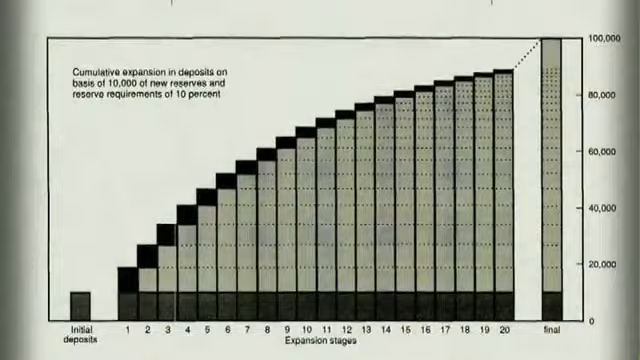 Cumulative expansion in deposits on
basis of 10,000 of new reserves and
reserve requirements of 10 percent
100,000
80,000
60,000
40,000
20,000
0
Initial
deposits
1 2 3 4 5 6 7 8 9 10 11 12 13 14 15 16 17 18 19 20 final
Expansion stages